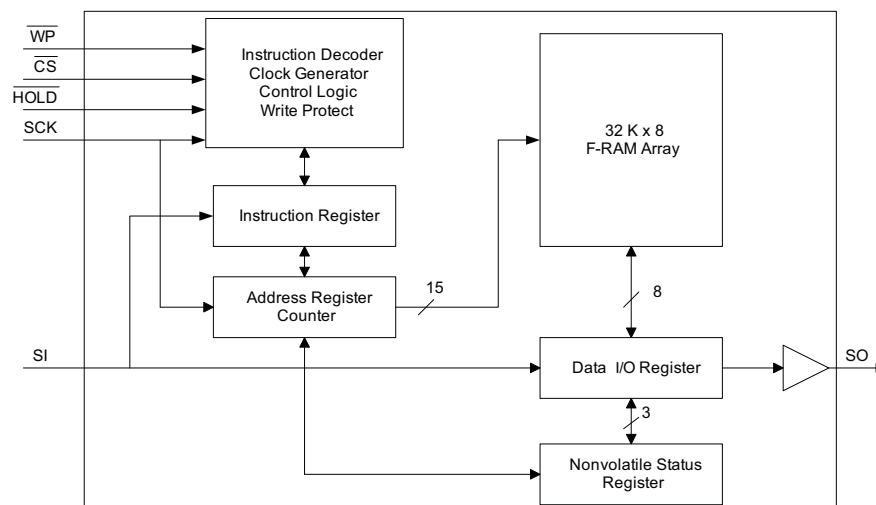 WP
CS
HOLD
SCK
Instruction Decoder
Clock Generator
Control Logic
Write Protect
32 K x 8
F-RAM Array
Instruction Register
Address Register
Counter
15
8
SI
Data I/O Register
SO
3
Nonvolatile Status
Register